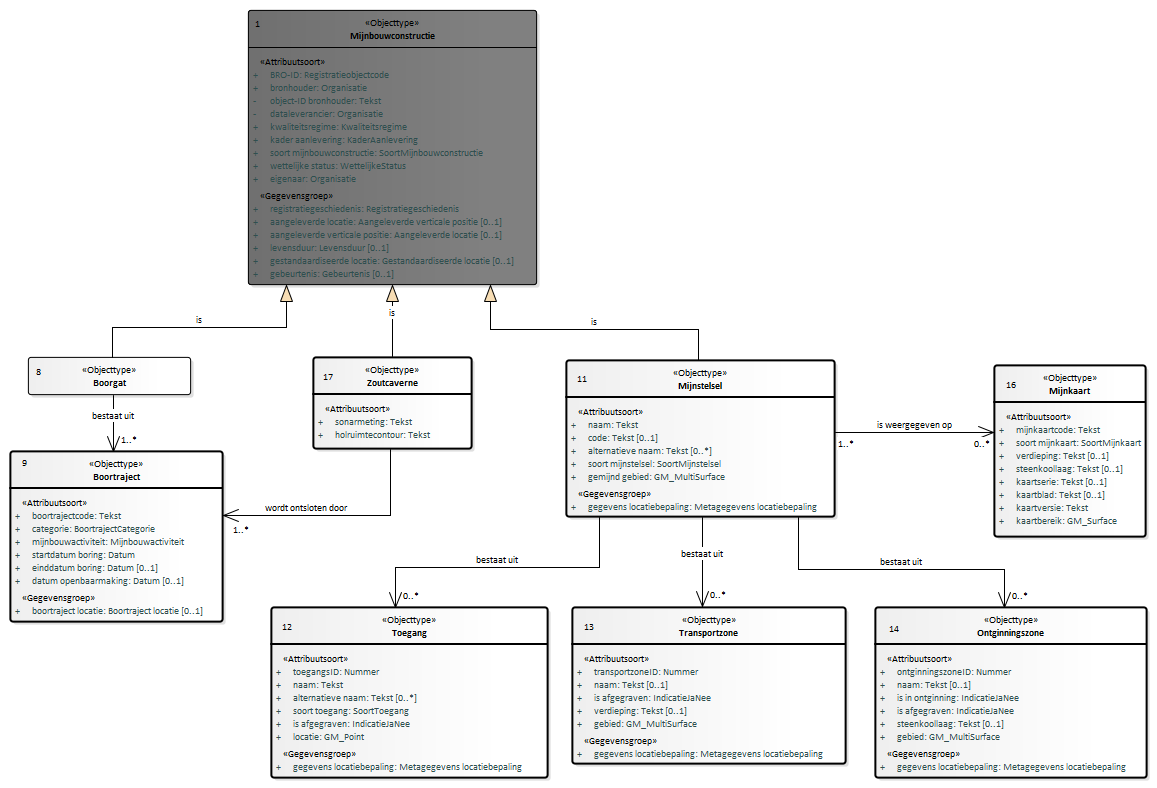 1
«Objecttype»
Mijnbouwconstructie
«Attribuutsoort»
+ BRO-ID: Registratieobjectcode
+ bronhouder: Organisatie
- object-ID bronhouder: Tekst
- dataleverancier: Organisatie
+ kwaliteitsregime: Kwaliteitsregime
+ kader aanlevering: KaderAanlevering
+ soort mijnbouwconstructie: SoortMijnbouwconstructie
+ wettelijke status: WettelijkeStatus
+ eigenaar: Organisatie
«Gegevensgroep»
+ registratiegeschiedenis: Registratiegeschiedenis
+ aangeleverde locatie: Aangeleverde verticale positie [0..1]
+ aangeleverde verticale positie: Aangeleverde locatie [0..1]
+ levensduur: Levensduur [0..1]
+ gestandaardiseerde locatie: Gestandaardiseerde locatie [0..1]
+ gebeurtenis: Gebeurtenis [0..1]
is
is
is
8
«Objecttype»
Boorgat
bestaat uit
1..*
17
«Objecttype»
Zoutcaverne
«Attribuutsoort»
+ sonarmeting: Tekst
+ holruimtecontour: Tekst
wordt ontsloten door
1..*
11
«Objecttype»
Mijnstelsel
«Attribuutsoort»
+ naam: Tekst
+ code: Tekst [0..1]
+ alternatieve naam: Tekst [0..*]
+ soort mijnstelsel: SoortMijnstelsel
+ gemijnd gebied: GM_MultiSurface
«Gegevensgroep»
+ gegevens locatiebepaling: Metagegevens locatiebepaling
is weergegeven op
1..*
0..*
16
«Objecttype»
Mijnkaart
«Attribuutsoort»
+ mijnkaartcode: Tekst
+ soort mijnkaart: SoortMijnkaart
+ verdieping: Tekst [0..1]
+ steenkoollaag: Tekst [0..1]
+ kaartserie: Tekst [0..1]
+ kaartblad: Tekst [0..1]
+ kaartversie: Tekst
+ kaartbereik: GM_Surface
9
«Objecttype»
Boortraject
«Attribuutsoort»
+ boortrajectcode: Tekst
+ categorie: BoortrajectCategorie
+ mijnbouwactiviteit: Mijnbouwactiviteit
+ startdatum boring: Datum
+ einddatum boring: Datum [0..1]
+ datum openbaarmaking: Datum [0..1]
«Gegevensgroep»
+ boortraject locatie: Boortraject locatie [0..1]
bestaat uit
0..*
bestaat uit
0..*
bestaat uit
0..*
12
«Objecttype»
Toegang
«Attribuutsoort»
+ toegangsID: Nummer
+ naam: Tekst
+ alternatieve naam: Tekst [0..*]
+ soort toegang: SoortToegang
+ is afgegraven: IndicatieJaNee
+ locatie: GM_Point
«Gegevensgroep»
+ gegevens locatiebepaling: Metagegevens locatiebepaling
13
«Objecttype»
Transportzone
«Attribuutsoort»
+ transportzoneID: Nummer
+ naam: Tekst [0..1]
+ is afgegraven: IndicatieJaNee
+ verdieping: Tekst [0..1]
+ gebied: GM_MultiSurface
«Gegevensgroep»
+ gegevens locatiebepaling: Metagegevens locatiebepaling
14
«Objecttype»
Ontginningszone
«Attribuutsoort»
+ ontginningszoneID: Nummer
+ naam: Tekst [0..1]
+ is in ontginning: IndicatieJaNee
+ is afgegraven: IndicatieJaNee
+ steenkoollaag: Tekst [0..1]
+ gebied: GM_MultiSurface
«Gegevensgroep»
+ gegevens locatiebepaling: Metagegevens locatiebepaling